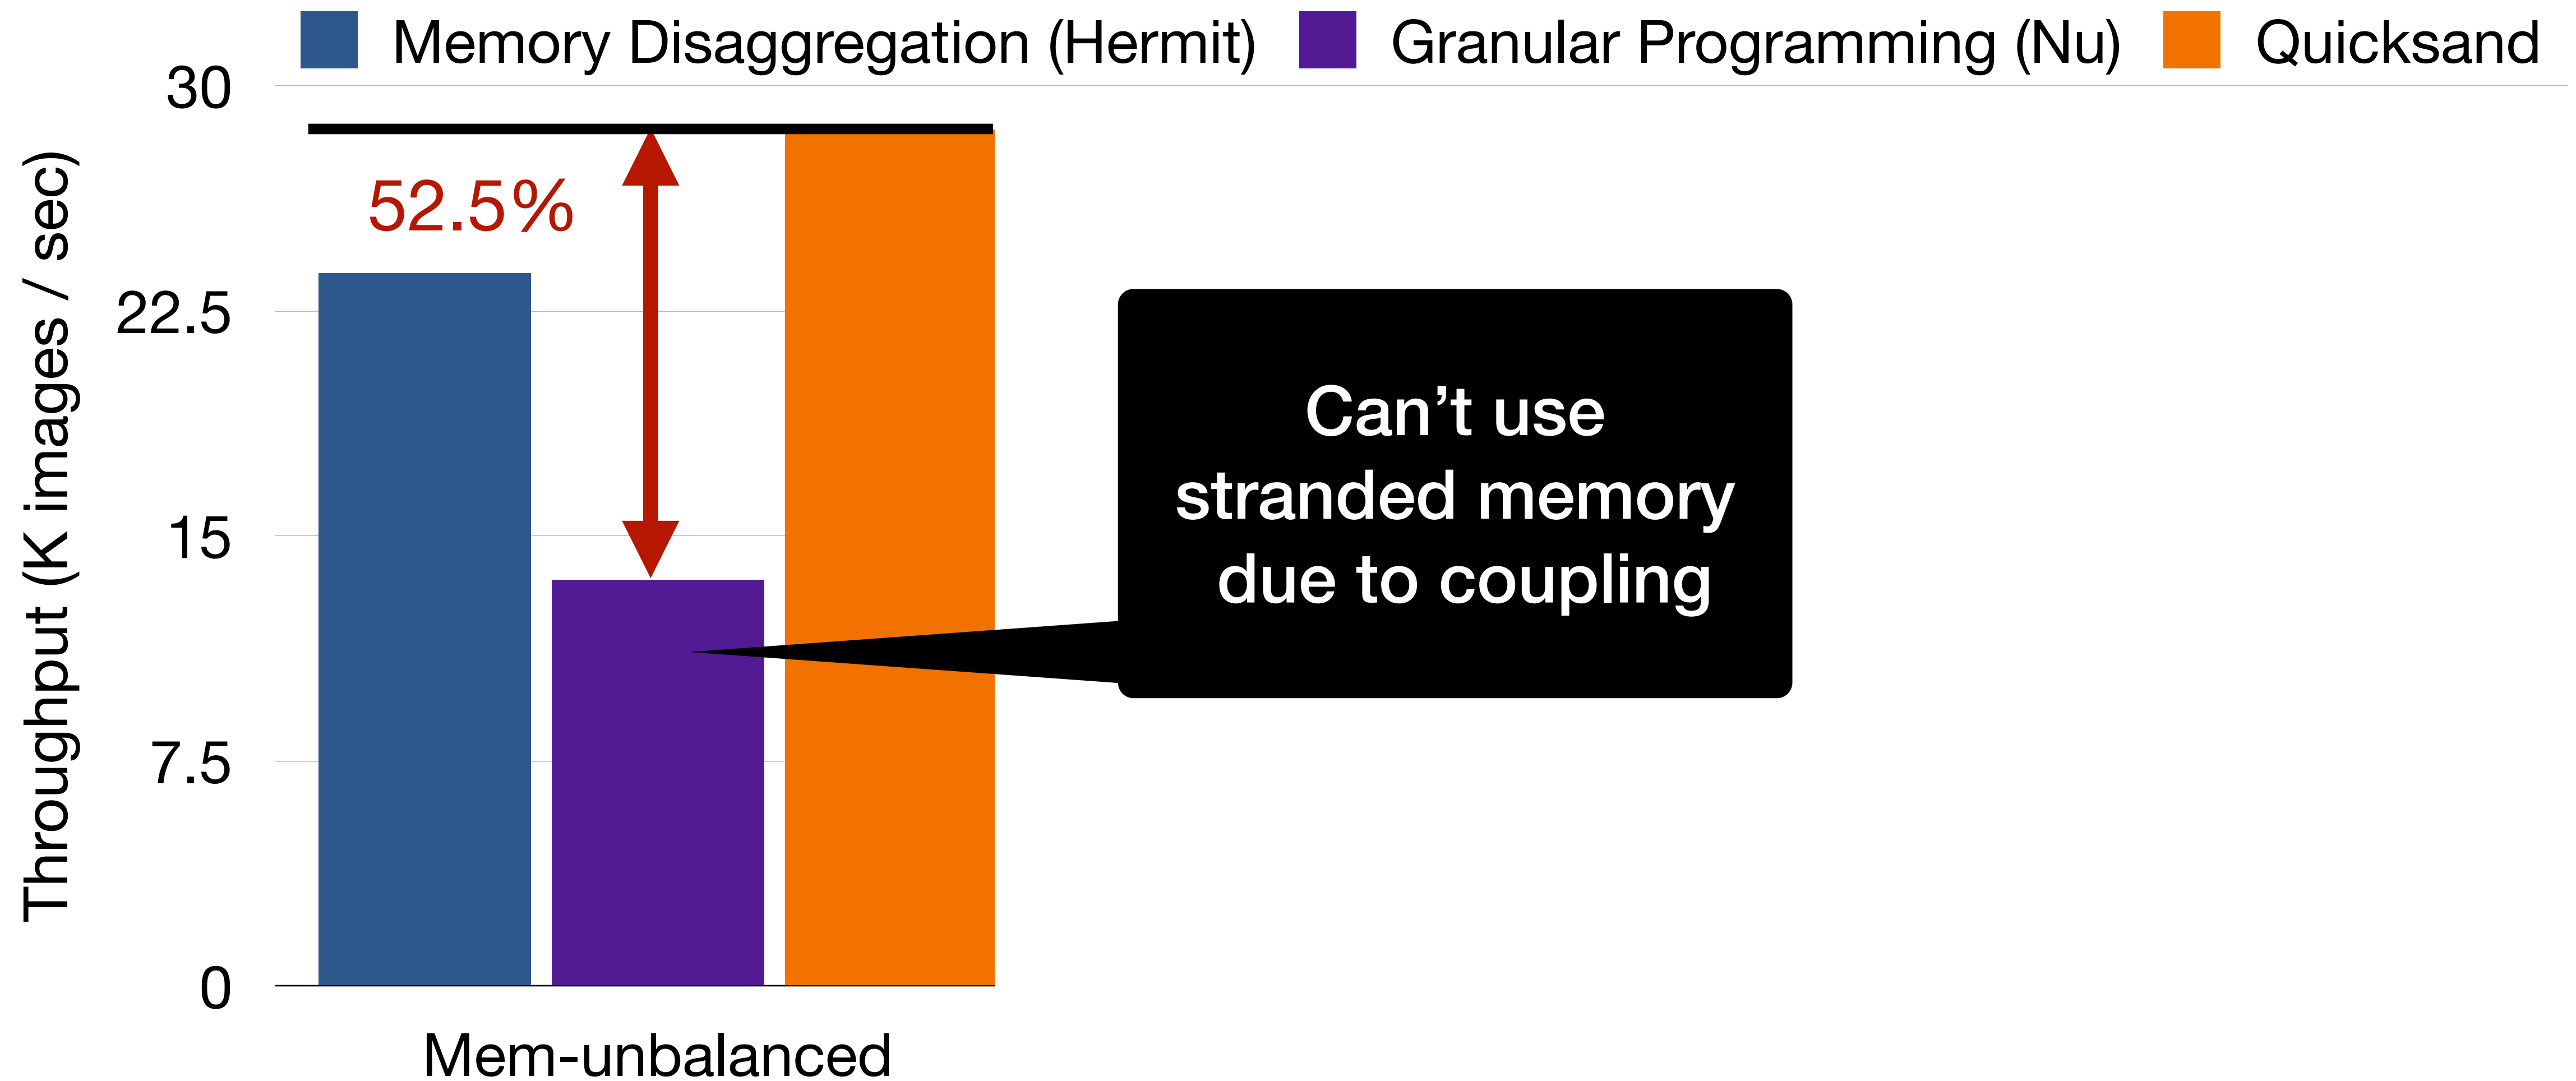 Memory Disaggregation (Hermit) Granular Programming (Nu) Quicksand
30
52.5%
22.5
15
7.5
0
Throughput (K images / sec)
Can’t use
stranded memory
due to coupling
Mem-unbalanced